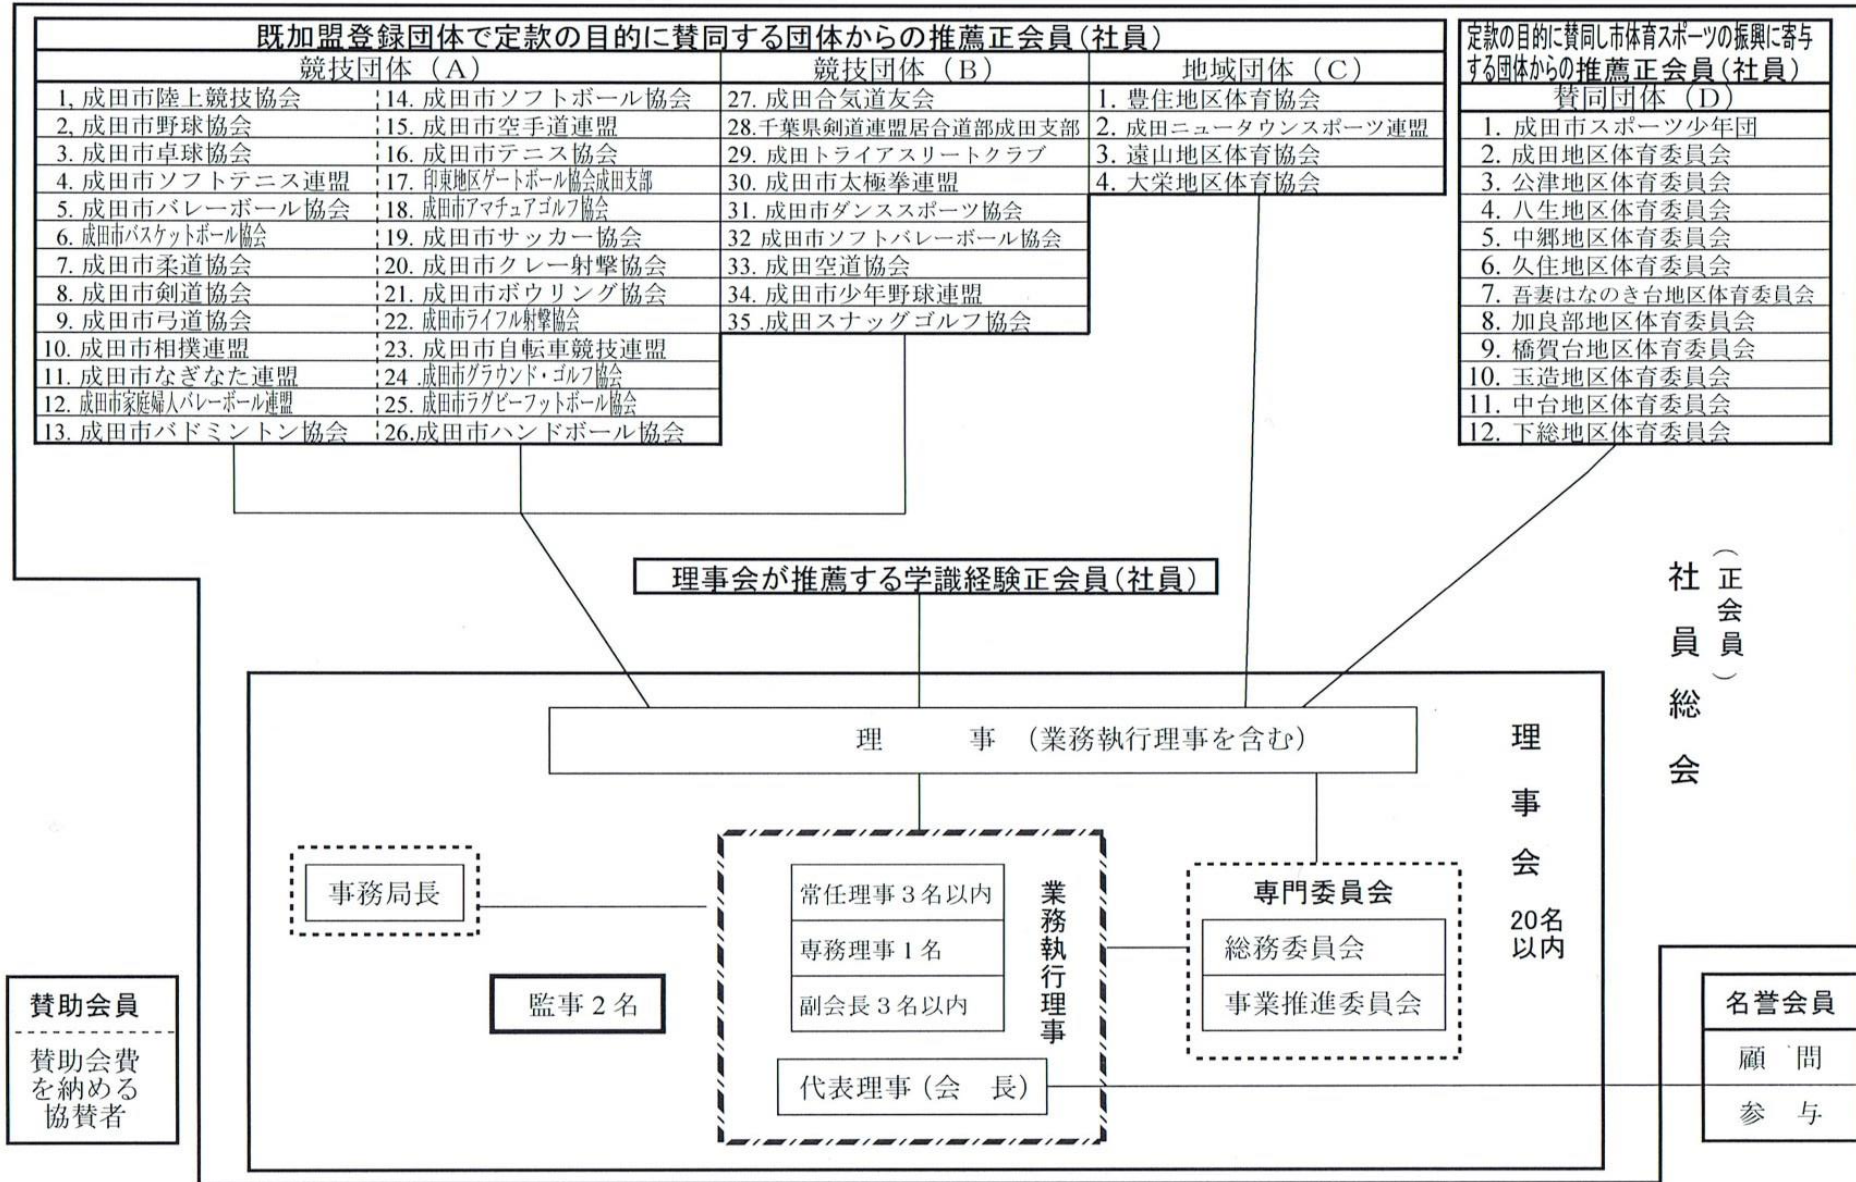 既加盟登録団体で定款の目的に賛同する団体からの推薦正会員(社員)
競技団体 (A)
1, 成田市陸上競技協会
2, 成田市野球協会
3. 成田市卓球協会
4. 成田市ソフトテニス連盟
5. 成田市バレーボール協会
6. 成田市バスケットボール協会
7. 成田市柔道協会
8. 成田市剣道協会
9. 成田市弓道協会
10. 成田市相撲連盟
11. 成田市なぎなた連盟
12. 成田市家庭婦人バレーボール連盟
13. 成田市バドミントン協会
14. 成田市ソフトボール協会
15. 成田市空手道連盟
16. 成田市テニス協会
17. 印東地区ゲートボール協会成田支部
18. 成田市アマチュアゴルフ協会
19. 成田市サッカー協会
20. 成田市クレー射撃協会
21. 成田市ボウリング協会
22. 成田市ライフル射撃協会
23. 成田市自転車競技連盟
24 .成田市グラウンド・ゴルフ協会
25. 成田市ラグビーフットボール協会
26.成田市ハンドボール協会
競技団体 (B)
27. 成田合気道友会
28.千葉県剣道連盟居合道部成田支部
29. 成田トライアスリートクラブ
30. 成田市太極拳連盟
31. 成田市ダンススポーツ協会
32 成田市ソフトバレーボール協会
33. 成田空道協会
34. 成田市少年野球連盟
35 .成田スナッグゴルフ協会
地域団体 (C)
1. 豊住地区体育協会
2. 成田ニュータウンスポーツ連盟
3. 遠山地区体育協会
4. 大栄地区体育協会
定款の目的に賛同し市体育スポーツの振興に寄与
する団体からの推薦正会員(社員)
賛同団体 (D)
1. 成田市スポーツ少年団
2. 成田地区体育委員会
3. 公津地区体育委員会
4. 八生地区体育委員会
5. 中郷地区体育委員会
6. 久住地区体育委員会
7. 吾妻はなのき台地区体育委員会
8. 加良部地区体育委員会
9. 橋賀台地区体育委員会
10. 玉造地区体育委員会
11. 中台地区体育委員会
12. 下総地区体育委員会
理事会が推薦する学識経験正会員(社員)
社員総会
(正会員)
理事 (業務執行理事を含む)
理事会
20名
以内
事務局長
監事2名
常任理事3名以内
専務理事1名
副会長3名以内
代表理事(会 長)
業務執行理事
専門委員会
総務委員会
事業推進委員会
賛助会員
賛助会費
を納める
協賛者
名誉会員
顧 問
参 与